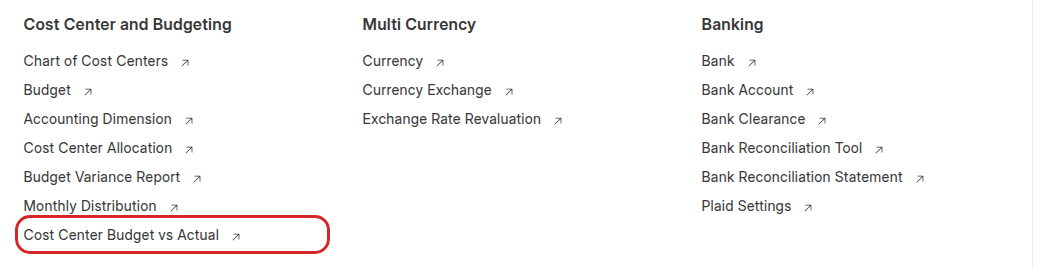 Cost Center and Budgeting
Chart of Cost Centers
Budget
Accounting Dimension
Cost Center Allocation
Budget Variance Report
Monthly Distribution
Cost Center Budget vs Actual
Multi Currency
Currency
Currency Exchange
Exchange Rate Revaluation
Banking
Bank
Bank Account
Bank Clearance
Bank Reconciliation Tool
Bank Reconciliation Statement
Plaid Settings